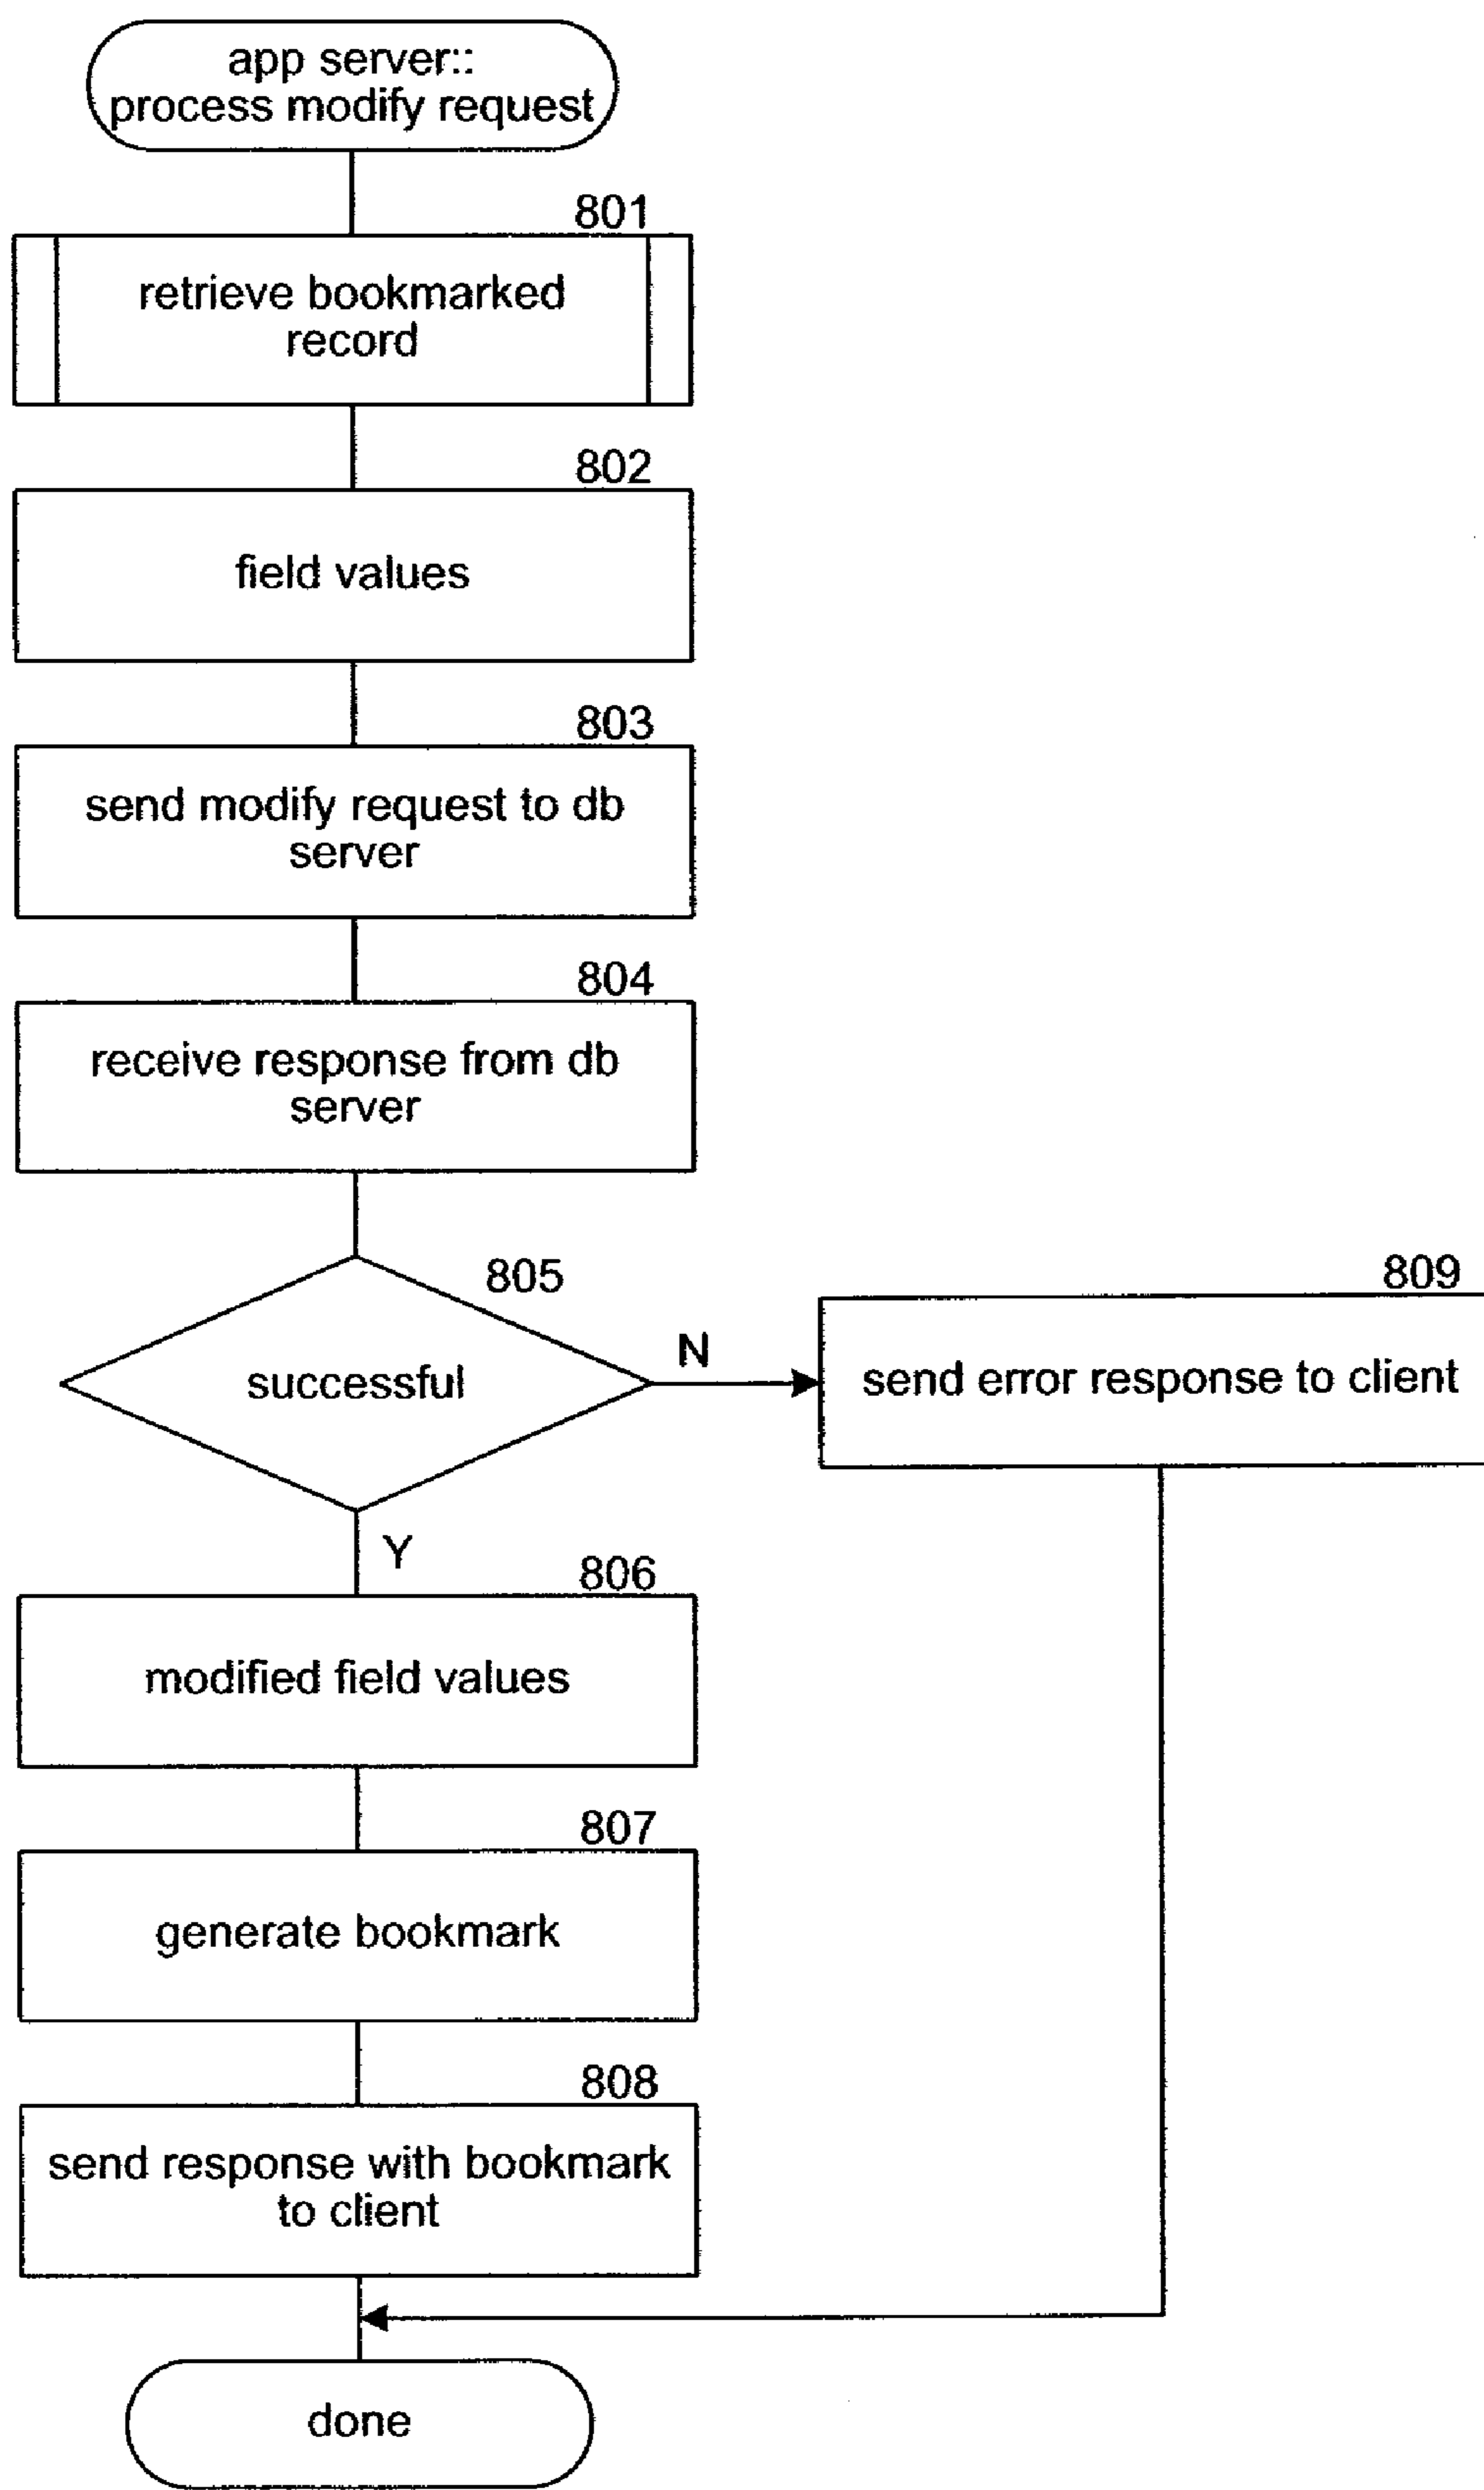 app server::
process modify request
801
retrieve bookmarked
record
802
field values
803
send modify request to db
server
804
receive response from db
server
805
successful
N
809
send error response to client
Y
806
modified field values
807
generate bookmark
808
send response with bookmark
to client
done